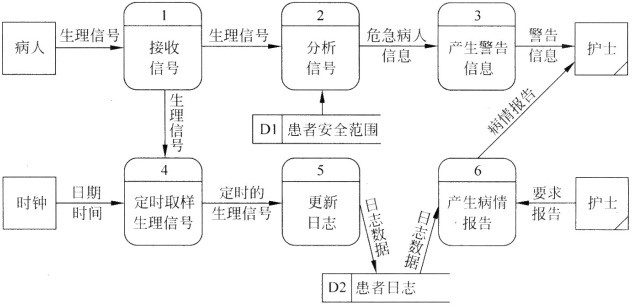 1
2
3
病人
生理信号
接收
信号
生理信号
分析
信号
危急病人
信息
产生警告
信息
警告
信息
护士
生理信号
D1 患者安全范围
病情报告
4
5
6
时钟
日期
时间
定时取样
生理信号
定时的
生理信号
更新
日志
日志数据
日志数据
产生病情
报告
要求
报告
护士
D2 患者日志